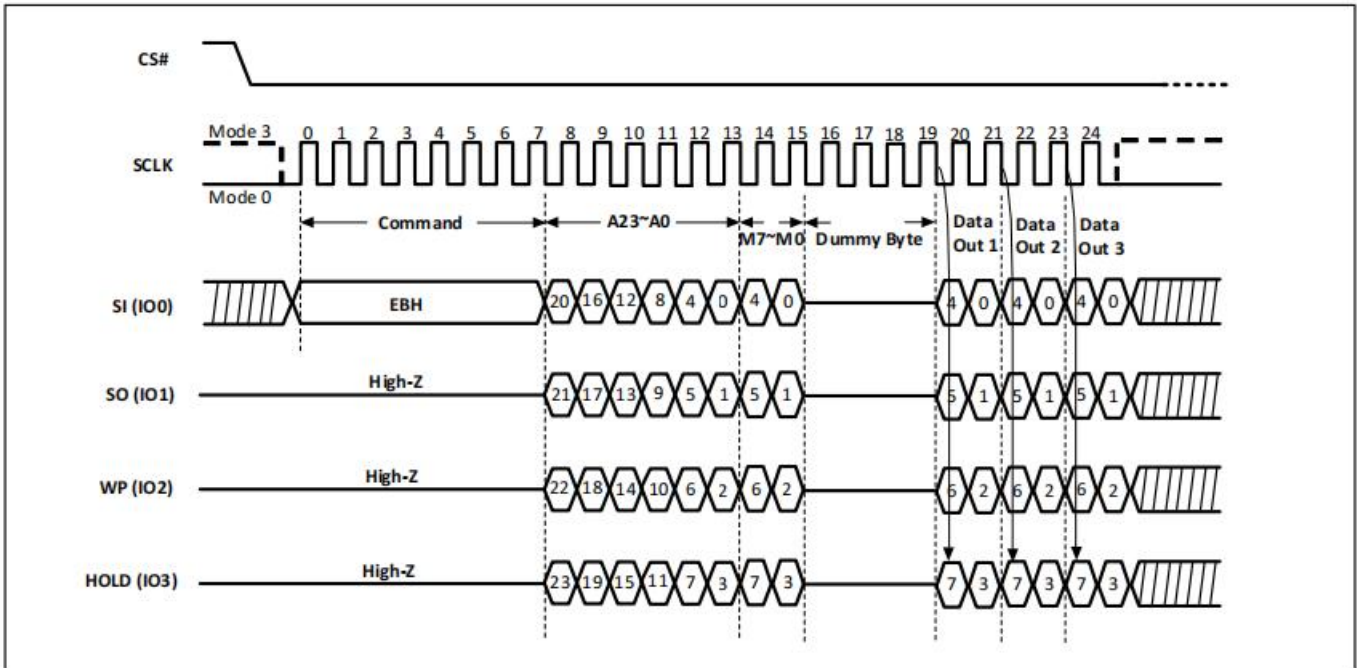 CS#
Mode 3
0 1 2 3 4 5 6 7 8 9 10 11 12 13 14 15 16 17 18 19 20 21 22 23 24
SCLK
Mode 0
Command A23~A0 M7~M0 Dummy Byte Data Out 1 Data Out 2 Data Out 3
SI (IO0) EBH 20 16 12 8 4 0 4 0 4 0 4 0 4 0
SO (IO1) High-Z 21 17 13 9 5 1 5 1 5 1 5 1 5 1
WP (IO2) High-Z 22 18 14 10 6 2 6 2 6 2 6 2 6 2
HOLD (IO3) High-Z 23 19 15 11 7 3 7 3 7 3 7 3 7 3